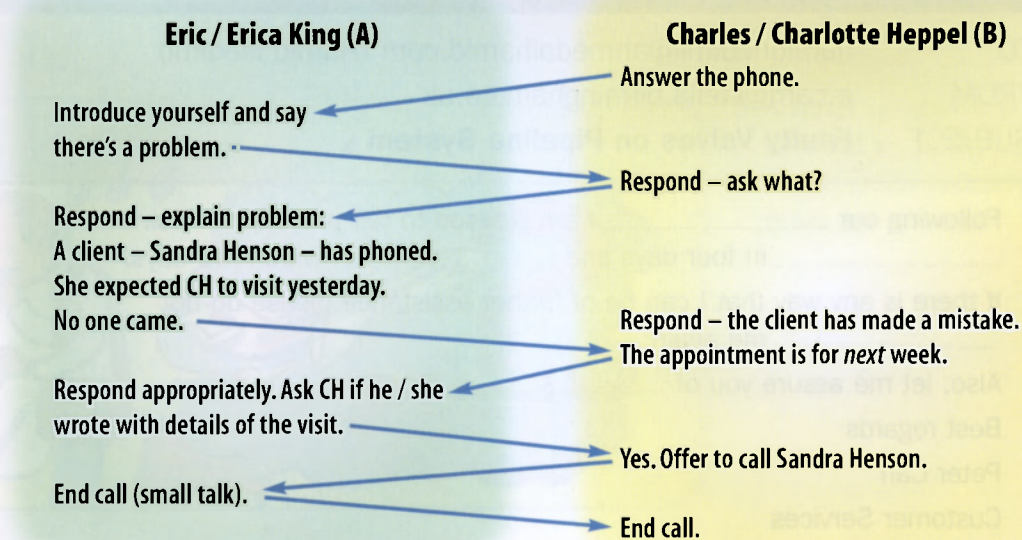 Eric / Erica King (A)
Charles / Charlotte Heppel (B)
Answer the phone.
Introduce yourself and say
there's a problem.
Respond – ask what?
Respond – explain problem:
A client – Sandra Henson – has phoned.
She expected CH to visit yesterday.
No one came.
Respond – the client has made a mistake.
The appointment is for next week.
Respond appropriately. Ask CH if he / she
wrote with details of the visit.
Yes. Offer to call Sandra Henson.
End call (small talk).
End call.